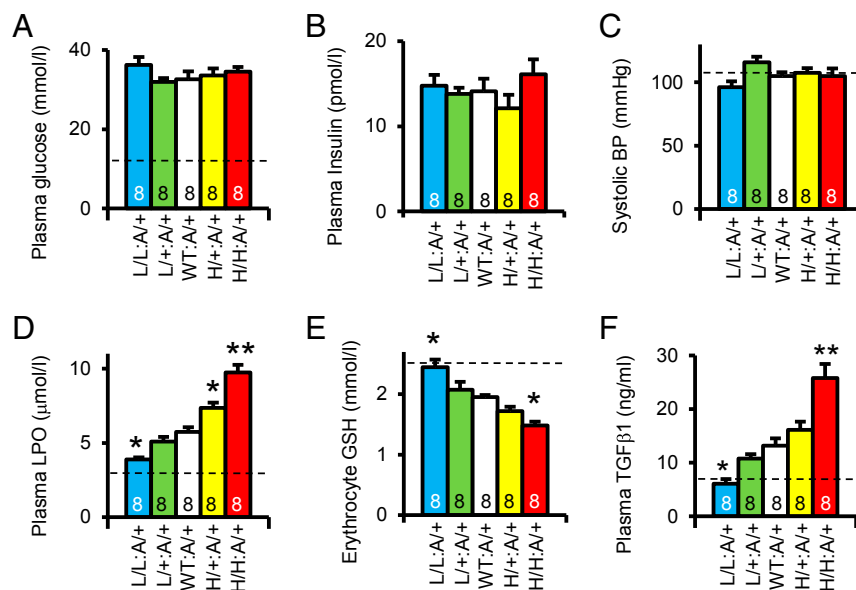 A
Plasma glucose (mmol/l)
40
20
0
8 8 8 8 8
L/L:A/+
L/+:A/+
WT:A/+
H/+:A/+
H/H:A/+
B
Plasma Insulin (pmol/l)
20
15
10
0
8 8 8 8 8
L/L:A/+
L/+:A/+
WT:A/+
H/+:A/+
H/H:A/+
C
Systolic BP (mmHg)
100
50
0
8 8 8 8 8
L/L:A/+
L/+:A/+
WT:A/+
H/+:A/+
H/H:A/+
D
Plasma LPO (μmol/l)
10
5
0
* * **
8 8 8 8 8
L/L:A/+
L/+:A/+
WT:A/+
H/+:A/+
H/H:A/+
E
Erythrocyte GSH (mmol/l)
2
1
0
* *
8 8 8 8 8
L/L:A/+
L/+:A/+
WT:A/+
H/+:A/+
H/H:A/+
F
Plasma TGFβ1 (ng/ml)
30
20
10
0
* **
8 8 8 8 8
L/L:A/+
L/+:A/+
WT:A/+
H/+:A/+
H/H:A/+